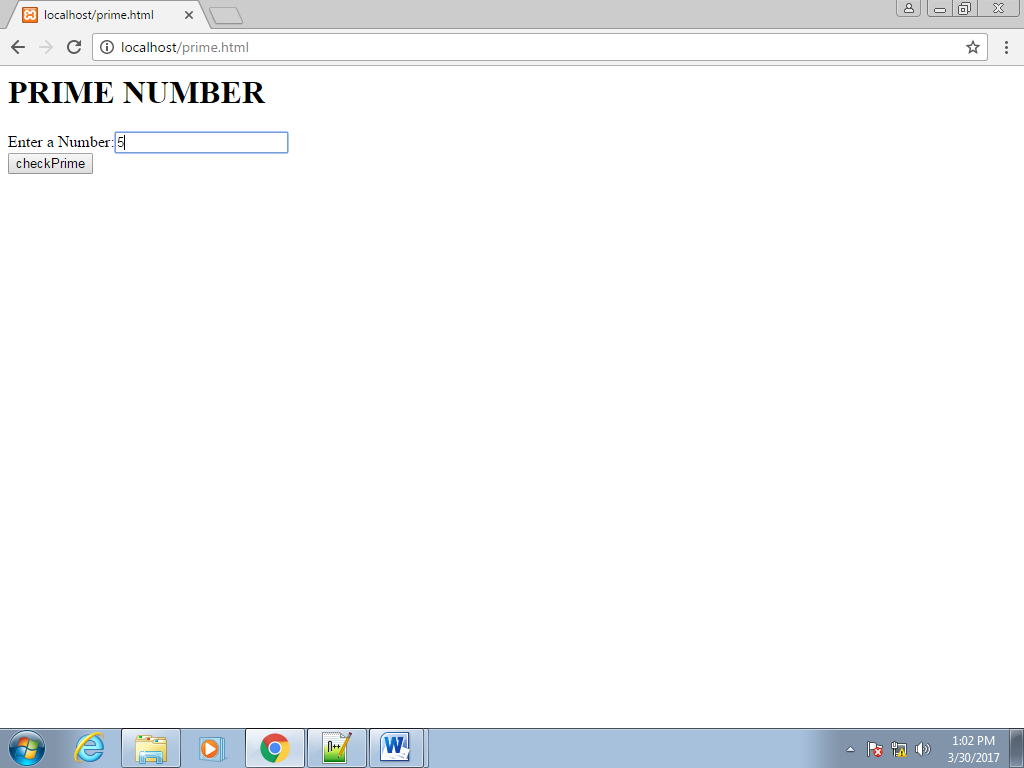 localhost/prime.html
localhost/prime.html
PRIME NUMBER
Enter a Number:5
checkPrime
1:02 PM
3/30/2017